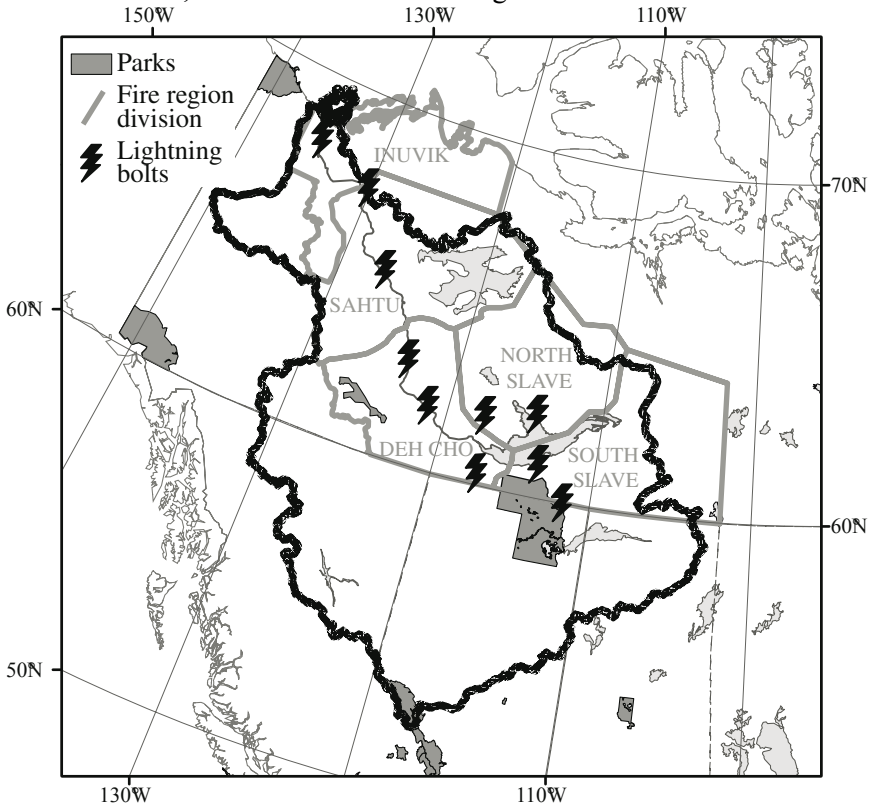 150°W 130°W 110°W
Parks
Fire region
division
Lightning
bolts
INUVIK
70°N
60°N
SAHTU
NORTH
SLAVE
DEH CHO
SOUTH
SLAVE
60°N
50°N
130°W 110°W